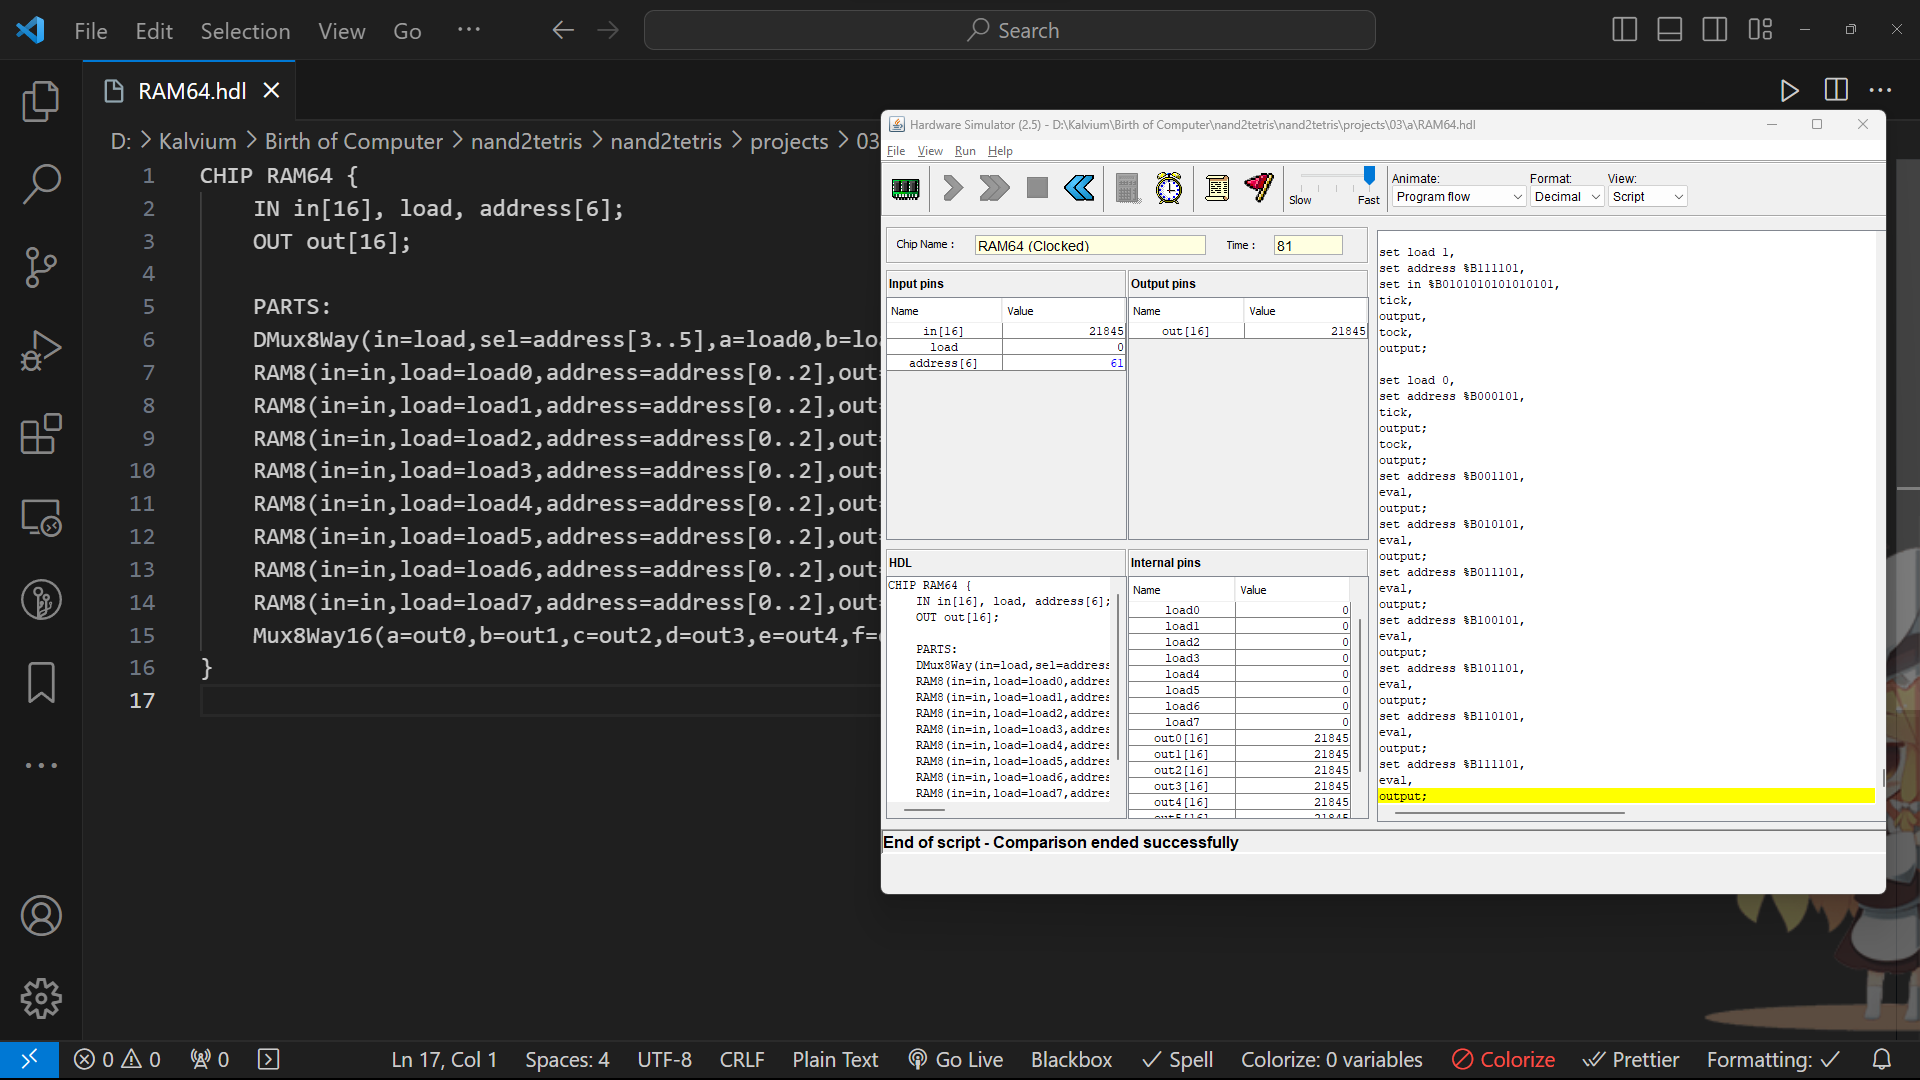 File Edit Selection View Go ... Search
RAM64.hdl
D: > Kalvium > Birth of Computer > nand2tetris > nand2tetris > projects > 03
1 CHIP RAM64 {
2 IN in[16], load, address[6];
3 OUT out[16];
4
5 PARTS:
6 DMux8Way(in=load,sel=address[3..5],a=load0,b=loa
7 RAM8(in=in,load=load0,address=address[0..2],out=
8 RAM8(in=in,load=load1,address=address[0..2],out=
9 RAM8(in=in,load=load2,address=address[0..2],out=
10 RAM8(in=in,load=load3,address=address[0..2],out=
11 RAM8(in=in,load=load4,address=address[0..2],out=
12 RAM8(in=in,load=load5,address=address[0..2],out=
13 RAM8(in=in,load=load6,address=address[0..2],out=
14 RAM8(in=in,load=load7,address=address[0..2],out=
15 Mux8Way16(a=out0,b=out1,c=out2,d=out3,e=out4,f=
16 }
17
Hardware Simulator (2.5) - D:\Kalvium\Birth of Computer\nand2tetris\nand2tetris\projects\03\a\RAM64.hdl
File View Run Help
Slow Fast
Animate: Format: View:
Program flow Decimal Script
Chip Name : RAM64 (Clocked) Time : 81
Input pins
Name Value
in[16] 21845
load 0
address[6] 61
Output pins
Name Value
out[16] 21845
HDL
CHIP RAM64 {
IN in[16], load, address[6];
OUT out[16];
PARTS:
DMux8Way(in=load,sel=address
RAM8(in=in,load=load0,addres
RAM8(in=in,load=load1,addres
RAM8(in=in,load=load2,addres
RAM8(in=in,load=load3,addres
RAM8(in=in,load=load4,addres
RAM8(in=in,load=load5,addres
RAM8(in=in,load=load6,addres
RAM8(in=in,load=load7,addres
Internal pins
Name Value
load0 0
load1 0
load2 0
load3 0
load4 0
load5 0
load6 0
load7 0
out0[16] 21845
out1[16] 21845
out2[16] 21845
out3[16] 21845
out4[16] 21845
out5[16] 21845
set load 1,
set address %B111101,
set in %B0101010101010101,
tick,
output,
tock,
output;
set load 0,
set address %B000101,
tick,
output;
tock,
output;
set address %B001101,
eval,
output;
set address %B010101,
eval,
output;
set address %B011101,
eval,
output;
set address %B100101,
eval,
output;
set address %B101101,
eval,
output;
set address %B110101,
eval,
output;
set address %B111101,
eval,
output;
End of script - Comparison ended successfully
0 0 0 Ln 17, Col 1 Spaces: 4 UTF-8 CRLF Plain Text Go Live Blackbox Spell Colorize: 0 variables Colorize Prettier Formatting: